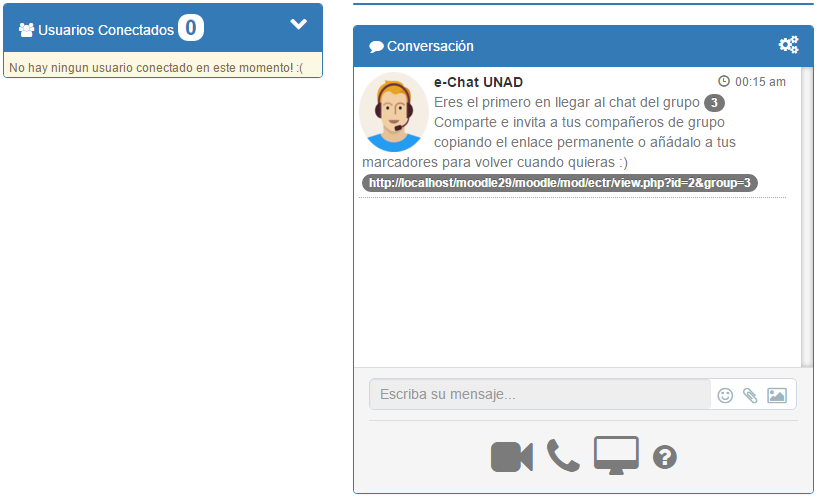 Usuarios Conectados 0
No hay ningun usuario conectado en este momento! :(
Conversación
e-Chat UNAD 00:15 am
Eres el primero en llegar al chat del grupo 3
Comparte e invita a tus compañeros de grupo
copiando el enlace permanente o añádalo a tus
marcadores para volver cuando quieras :)
http://localhost/moodle29/moodle/mod/ectr/view.php?id=2&group=3
Escriba su mensaje...